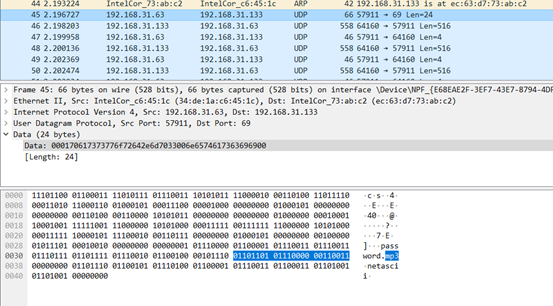 44 2.193224 IntelCor_73:ab:c2 IntelCor_c6:45:1c ARP 42 192.168.31.133 is at ec:63:d7:73:ab:c2
45 2.196727 192.168.31.63 192.168.31.133 UDP 66 57911 → 69 Len=24
46 2.198203 192.168.31.133 192.168.31.63 UDP 558 64160 → 57911 Len=516
47 2.199958 192.168.31.63 192.168.31.133 UDP 46 57911 → 64160 Len=4
48 2.200136 192.168.31.133 192.168.31.63 UDP 558 64160 → 57911 Len=516
49 2.202369 192.168.31.63 192.168.31.133 UDP 46 57911 → 64160 Len=4
50 2.202474 192.168.31.133 192.168.31.63 UDP 558 64160 → 57911 Len=516
Frame 45: 66 bytes on wire (528 bits), 66 bytes captured (528 bits) on interface \Device\NPF_{E68EAE2F-3EF7-43E7-8794-4DF
Ethernet II, Src: IntelCor_c6:45:1c (34:de:1a:c6:45:1c), Dst: IntelCor_73:ab:c2 (ec:63:d7:73:ab:c2)
Internet Protocol Version 4, Src: 192.168.31.63, Dst: 192.168.31.133
User Datagram Protocol, Src Port: 57911, Dst Port: 69
Data (24 bytes)
Data: 000170617373776f72642e6d7033006e6574617363696900
[Length: 24]
0000 11101100 01100011 11010111 01110011 10101011 11000010 00110100 11011110 ·c·s··4·
0008 00011010 11000110 01000101 00011100 00001000 00000000 01000101 00000000 ··E···E·
0010 00000000 00110100
0018 11000000 10101000 00011111 00111111 11000000 10101000
0020 00011111 10000101 11100010 00110111 00000000 01000101 00000000
0028 01011101 00010010 00000000 00000001 01110000 01100001 01110011 01110011 ]···pass
0030 01110111 01101111 01110010 01100100 00101110 01101101 01110000 00110011 word.mp3
0038 00000000 01101110 01100101 01110100 01100001 01110011 01100011 01101001 ·netasci
0040 01101001 00000000 i·